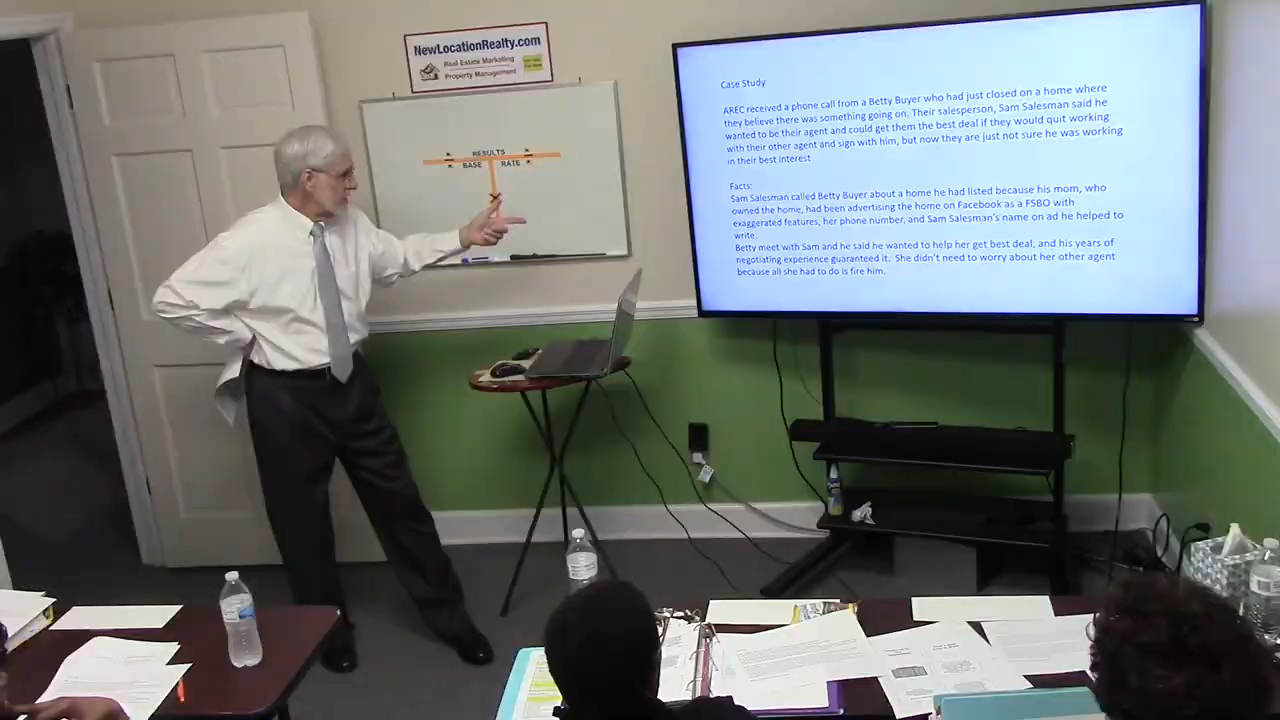 NewLocationRealty.com
Real Estate Marketing
Property Management
RESULTS
BASE RATE
Case Study
AREC received a phone call from a Betty Buyer who had just closed on a home where
they believe there was something going on. Their salesperson, Sam Salesman said he
wanted to be their agent and could get them the best deal if they would quit working
with their other agent and sign with him, but now they are just not sure he was working
in their best interest
Facts:
Sam Salesman called Betty Buyer about a home he had listed because his mom, who
owned the home, had been advertising the home on Facebook as a FSBO with
exaggerated features, her phone number, and Sam Salesman's name on ad he helped to
write.
Betty meet with Sam and he said he wanted to help her get best deal, and his years of
negotiating experience guaranteed it. She didn't need to worry about her other agent
because all she had to do is fire him.